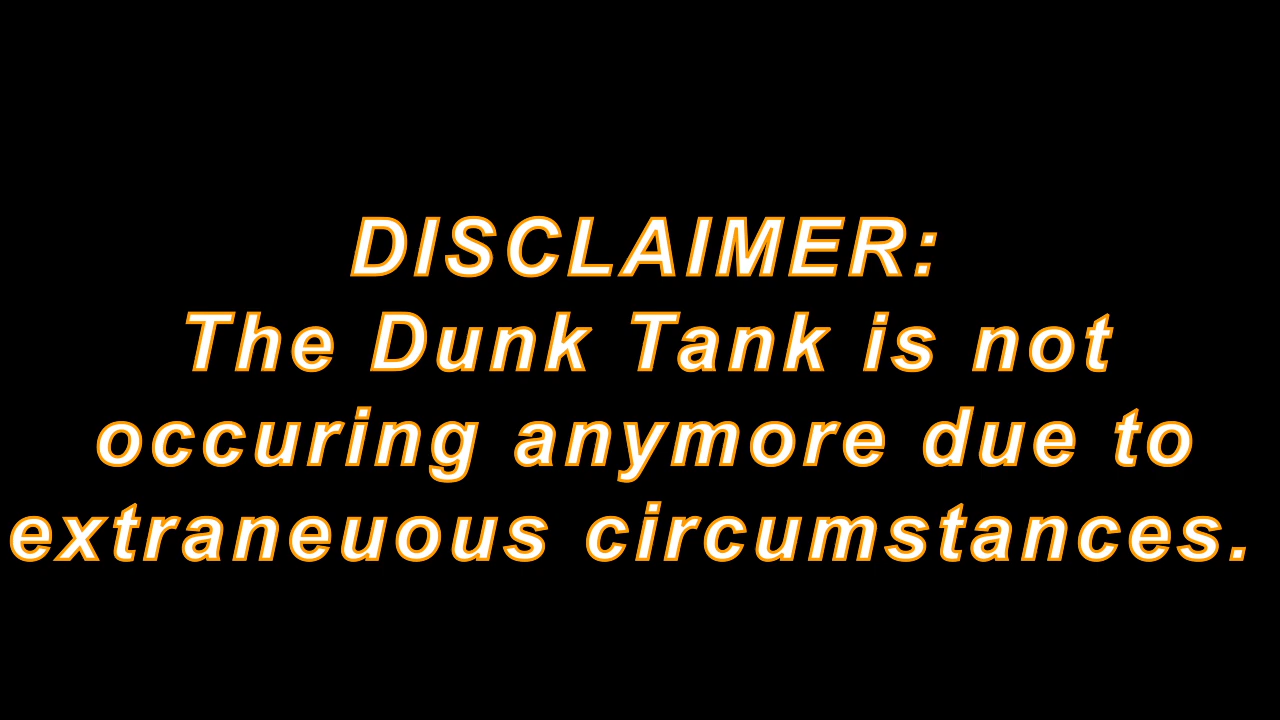 DISCLAIMER:
The Dunk Tank is not
occuring anymore due to
extraneuous circumstances.